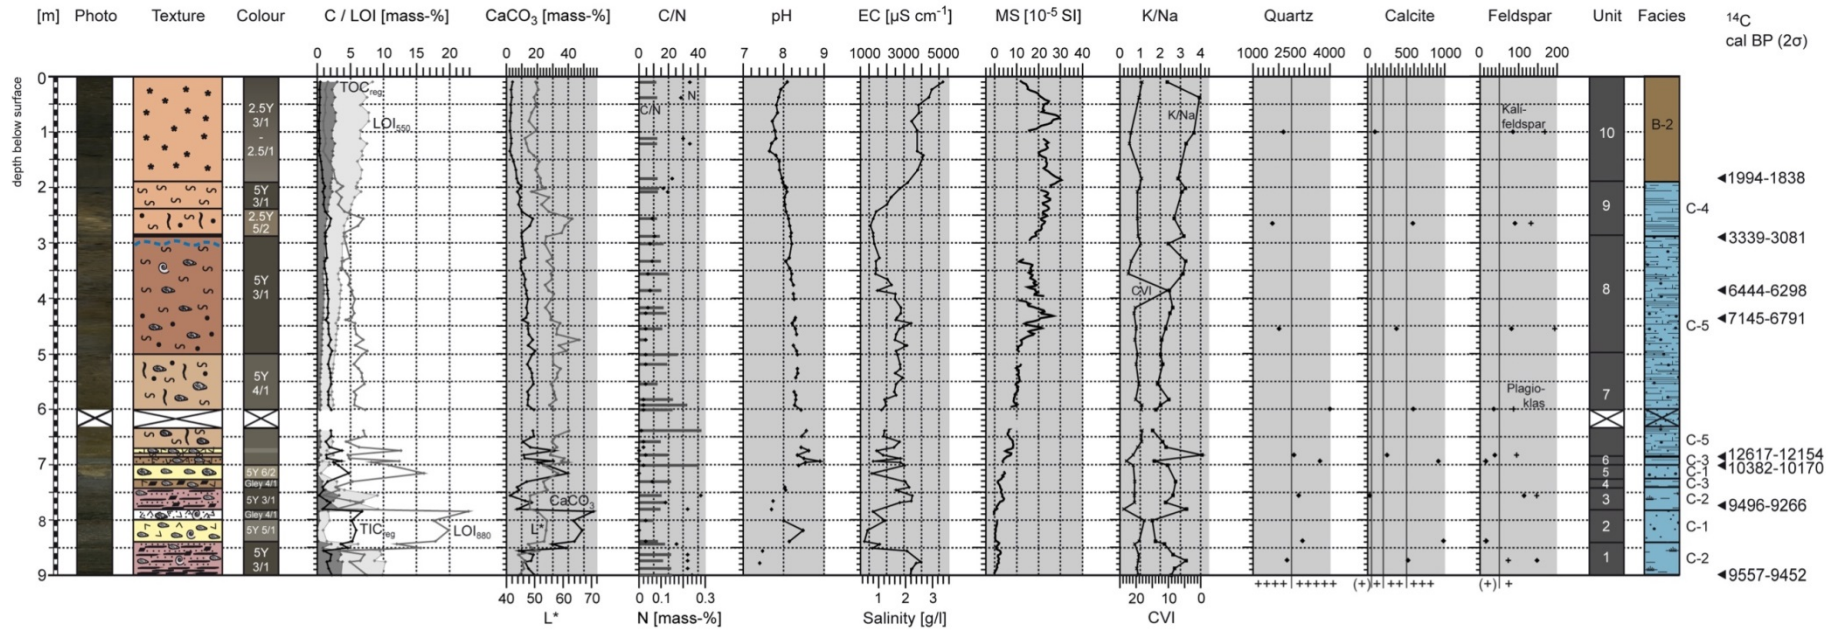 [m] Photo Texture Colour C / LOI [mass-%] CaCO3 [mass-%] C/N pH EC [µS cm-1] MS [10-5 SI] K/Na Quartz Calcite Feldspar Unit Facies 14C
cal BP (2σ)
0 5 10 15 20 0 20 40 0 20 40 7 8 9 1000 3000 5000 0 10 20 30 40 0 1 2 3 4 1000 2500 4000 0 500 1000 0 100 200
depth below surface
0
1
2
3
4
5
6
7
8
9
2.5Y
3/1
-
2.5/1
5Y
3/1
2.5Y
5/2
5Y
3/1
5Y
4/1
5Y 6/2
Gley 4/1
5Y 3/1
Gley 4/1
5Y 5/1
5Y
3/1
TOCreg
LOI550
TICreg
LOI880
CaCO3
L*
N
C/N
K/Na
CVI
Kali-
feldspar
Plagio-
klas
10
9
8
7
6
5
4
3
2
1
B-2
C-4
C-5
C-5
C-3
C-1
C-3
C-2
C-1
C-2
◄1994-1838
◄3339-3081
◄6444-6298
◄7145-6791
◄12617-12154
◄10382-10170
◄9496-9266
◄9557-9452
40 50 60 70 0 0.1 0.3 1 2 3 20 10 0 ++++ +++++ (+) + ++ +++ (+) +
L* N [mass-%] Salinity [g/l] CVI